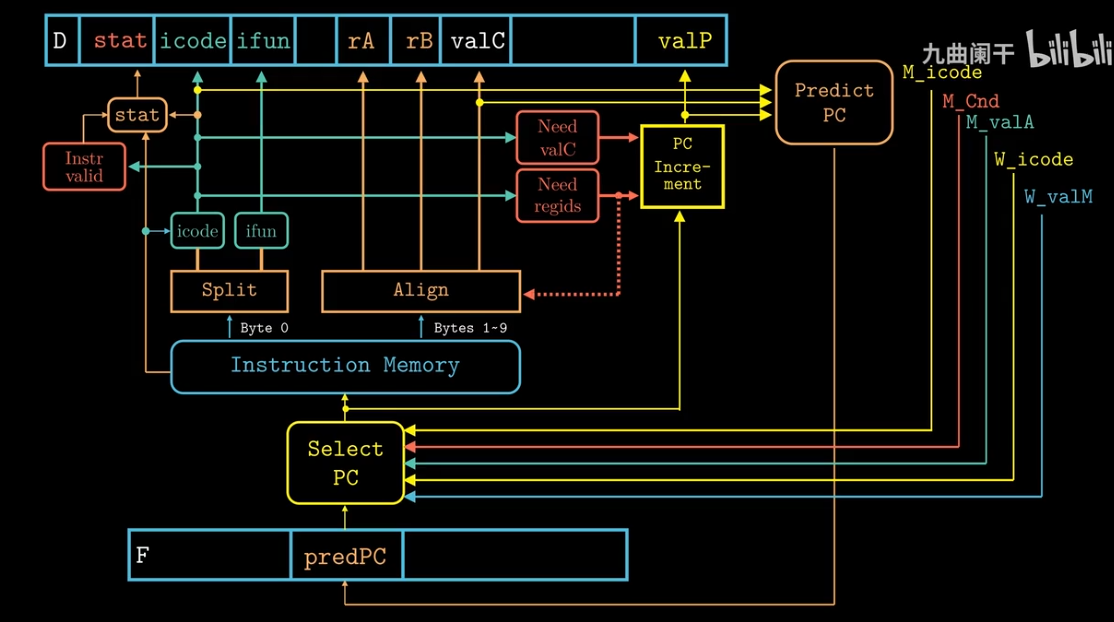 D stat icode ifun rA rB valC valP
九曲阑干 bilibili
Predict
PC
M_icode
M_Cnd
M_valA
W_icode
W_valM
stat
Need
valC
PC
Incre-
ment
Instr
valid
Need
regids
icode
ifun
Split
Align
Byte 0
Bytes 1~9
Instruction Memory
Select
PC
F predPC